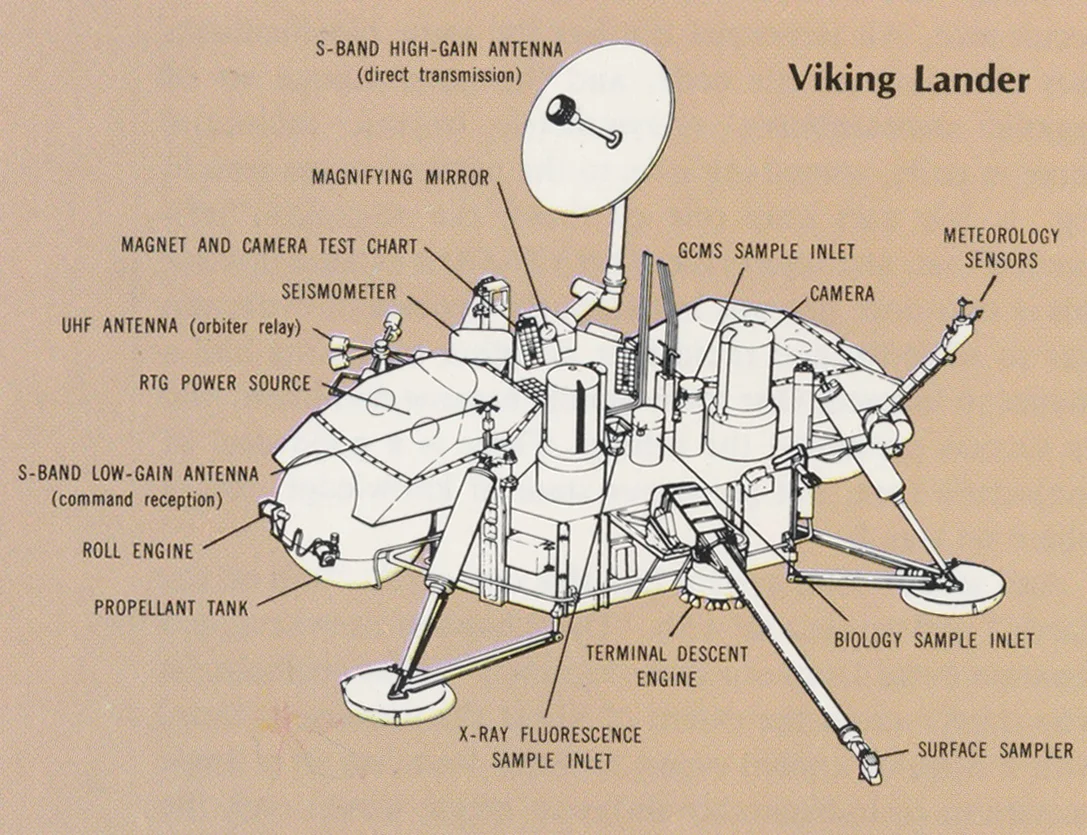 Viking Lander
S-BAND HIGH-GAIN ANTENNA
(direct transmission)
MAGNIFYING MIRROR
MAGNET AND CAMERA TEST CHART
SEISMOMETER
UHF ANTENNA (orbiter relay)
RTG POWER SOURCE
S-BAND LOW-GAIN ANTENNA
(command reception)
ROLL ENGINE
PROPELLANT TANK
GCMS SAMPLE INLET
CAMERA
METEOROLOGY
SENSORS
TERMINAL DESCENT
ENGINE
BIOLOGY SAMPLE INLET
X-RAY FLUORESCENCE
SAMPLE INLET
SURFACE SAMPLER